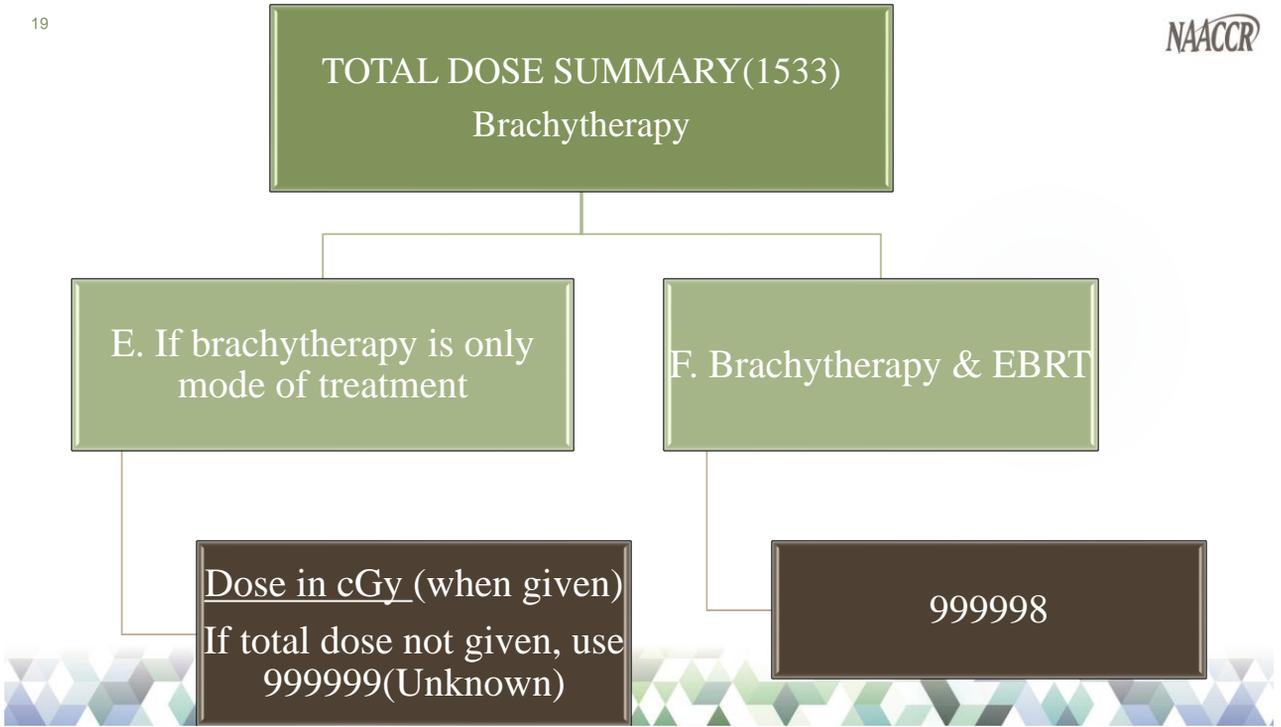 19
NAACCR
TOTAL DOSE SUMMARY(1533)
Brachytherapy
E. If brachytherapy is only
mode of treatment
F. Brachytherapy & EBRT
Dose in cGy (when given)
If total dose not given, use
999999(Unknown)
999998